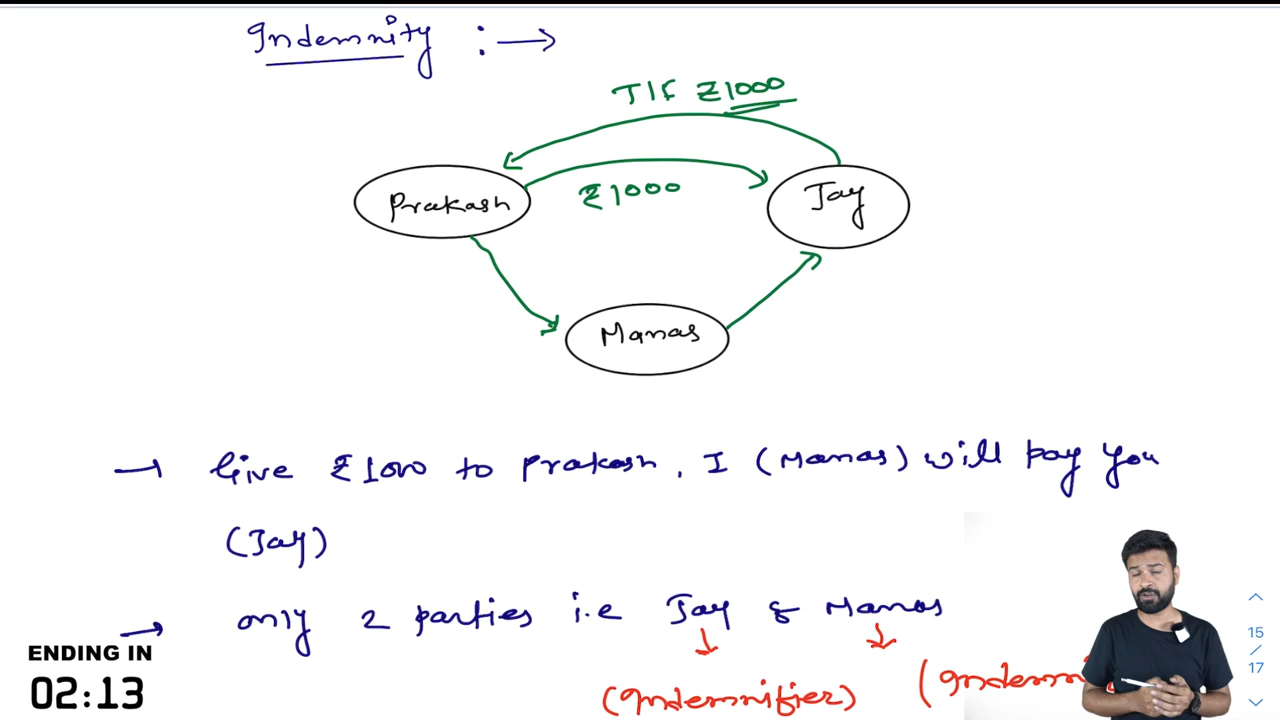 Indemnity :→
TIF ₹1000
Prakash
₹1000
Jay
Manas
→ Give ₹1000 to Prakash, I (Manas) will pay you
(Jay)
→ only 2 parties i.e Jay & Manas
(Indemnifier)
ENDING IN
02:13
15
/
17